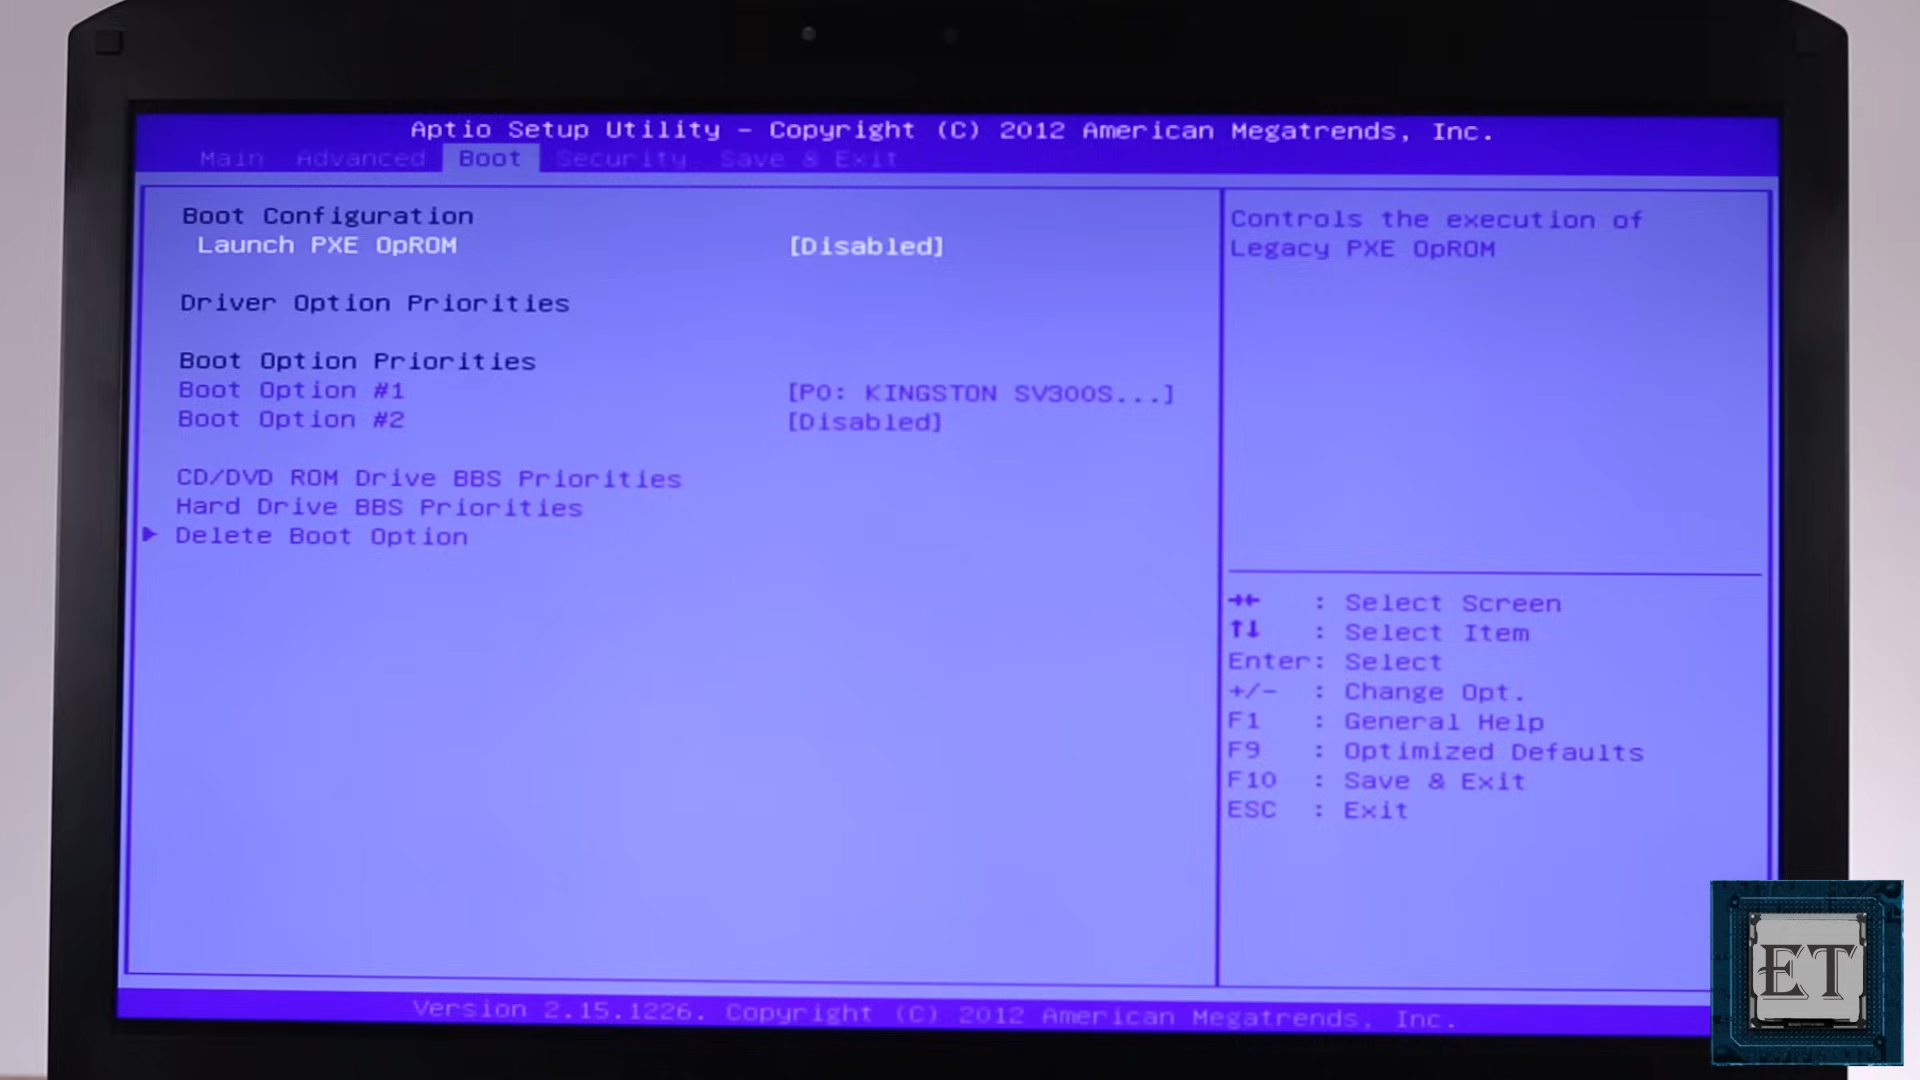 Aptio Setup Utility – Copyright (C) 2012 American Megatrends, Inc.
Main Advanced Boot Security Save & Exit
Boot Configuration
Launch PXE OpROM [Disabled]
Driver Option Priorities
Boot Option Priorities
Boot Option #1 [P0: KINGSTON SV300S...]
Boot Option #2 [Disabled]
CD/DVD ROM Drive BBS Priorities
Hard Drive BBS Priorities
Delete Boot Option
Controls the execution of
Legacy PXE OpROM
→← : Select Screen
↑↓ : Select Item
Enter: Select
+/- : Change Opt.
F1 : General Help
F9 : Optimized Defaults
F10 : Save & Exit
ESC : Exit
Version 2.15.1226. Copyright (C) 2012 American Megatrends, Inc.
ET